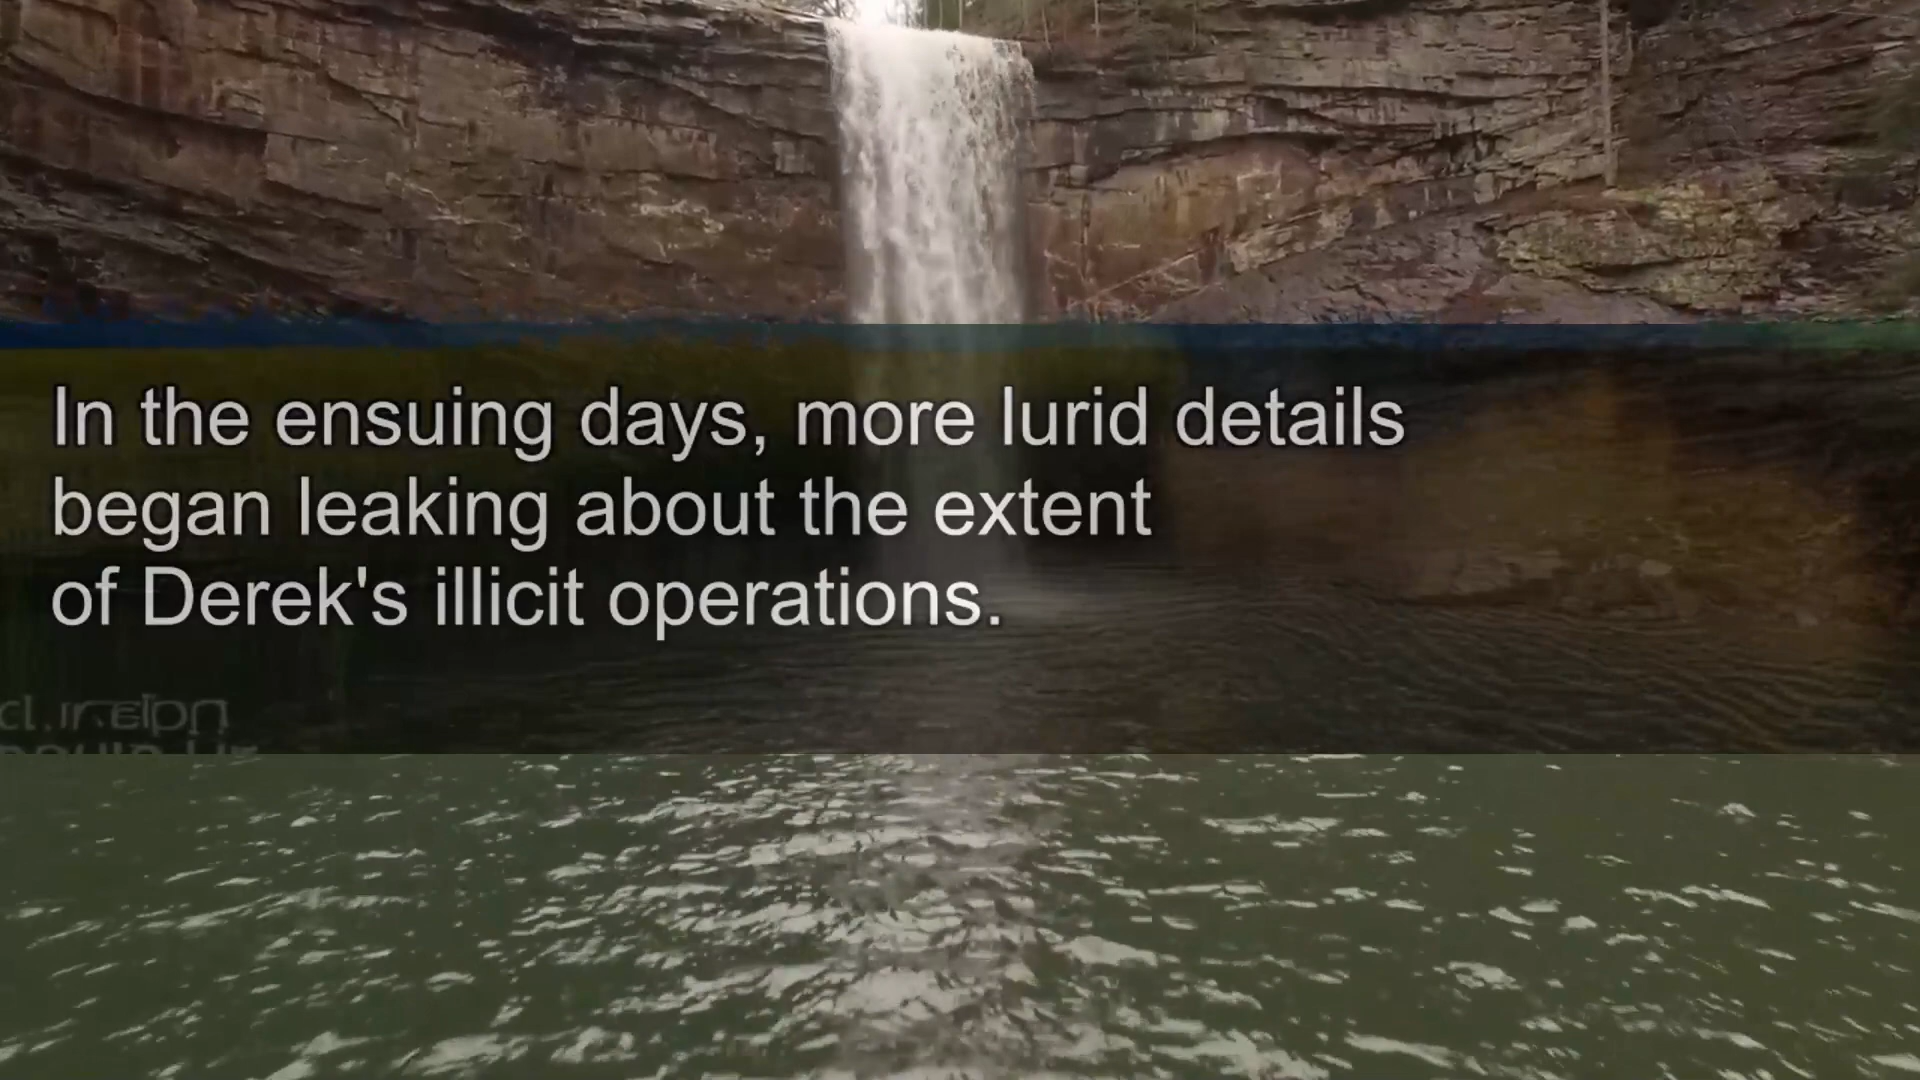 In the ensuing days, more lurid details
began leaking about the extent
of Derek's illicit operations.